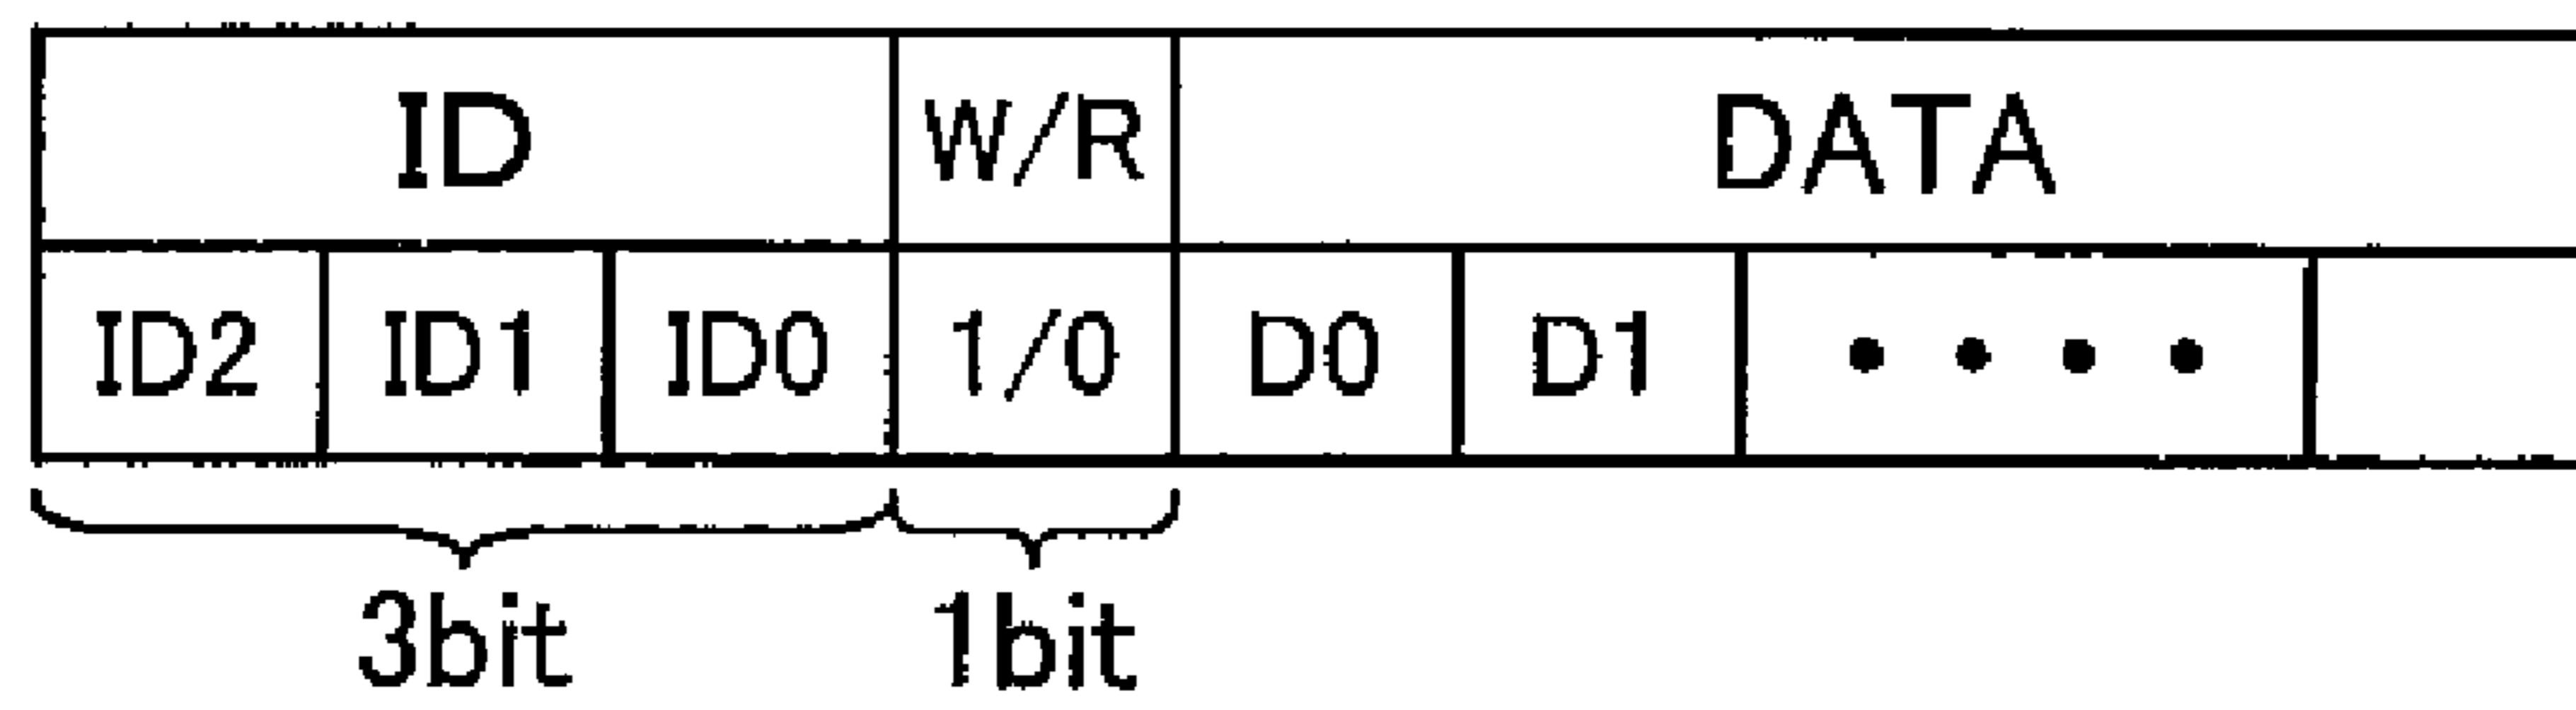 ID W/R DATA
ID2 ID1 ID0 1/0 D0 D1 • • • •
3bit 1bit